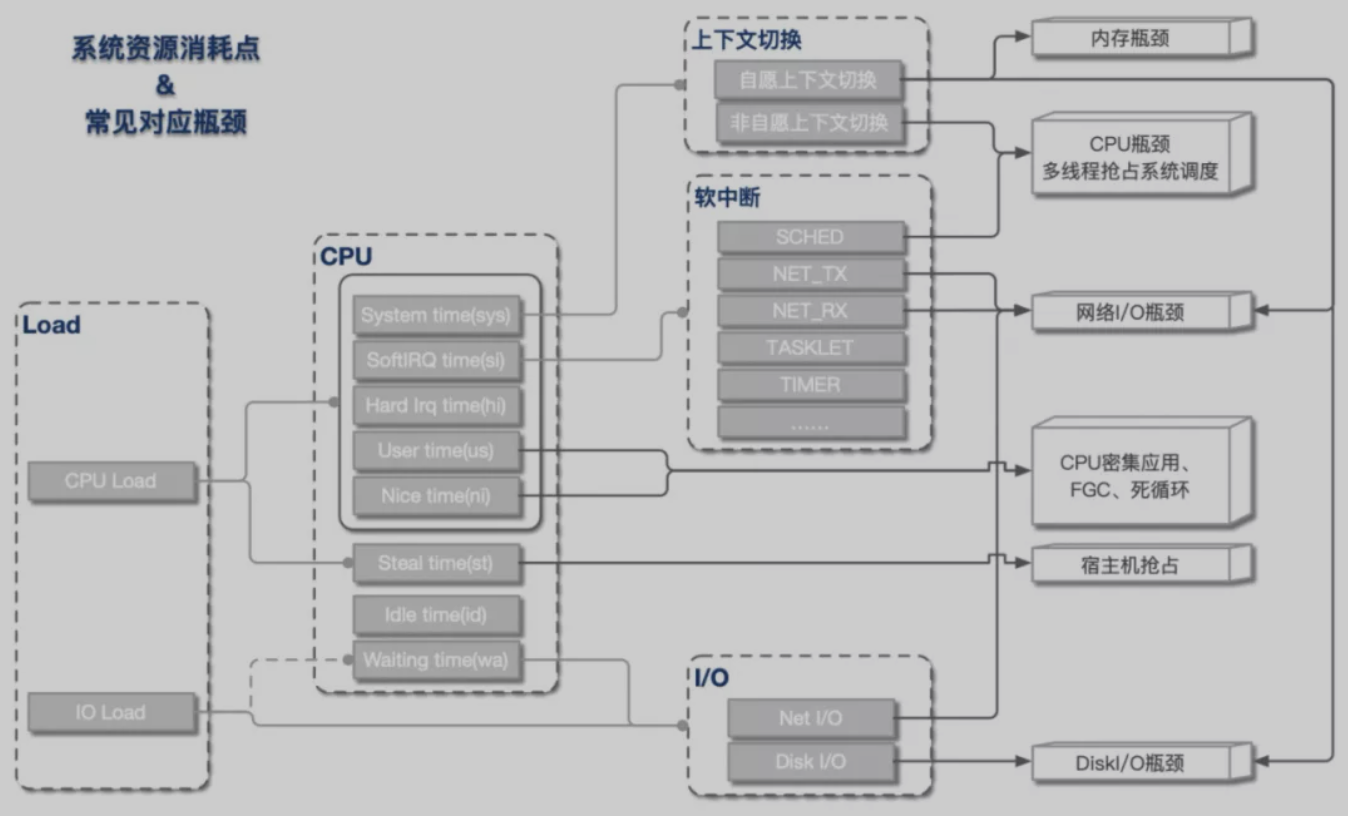 系统资源消耗点
&
常见对应瓶颈
Load
CPU Load
IO Load
CPU
System time(sys)
SoftIRQ time(si)
Hard Irq time(hi)
User time(us)
Nice time(ni)
Steal time(st)
Idle time(id)
Waiting time(wa)
上下文切换
自愿上下文切换
非自愿上下文切换
软中断
SCHED
NET_TX
NET_RX
TASKLET
TIMER
……
I/O
Net I/O
Disk I/O
内存瓶颈
CPU瓶颈
多线程抢占系统调度
网络I/O瓶颈
CPU密集应用、
FGC、死循环
宿主机抢占
DiskI/O瓶颈